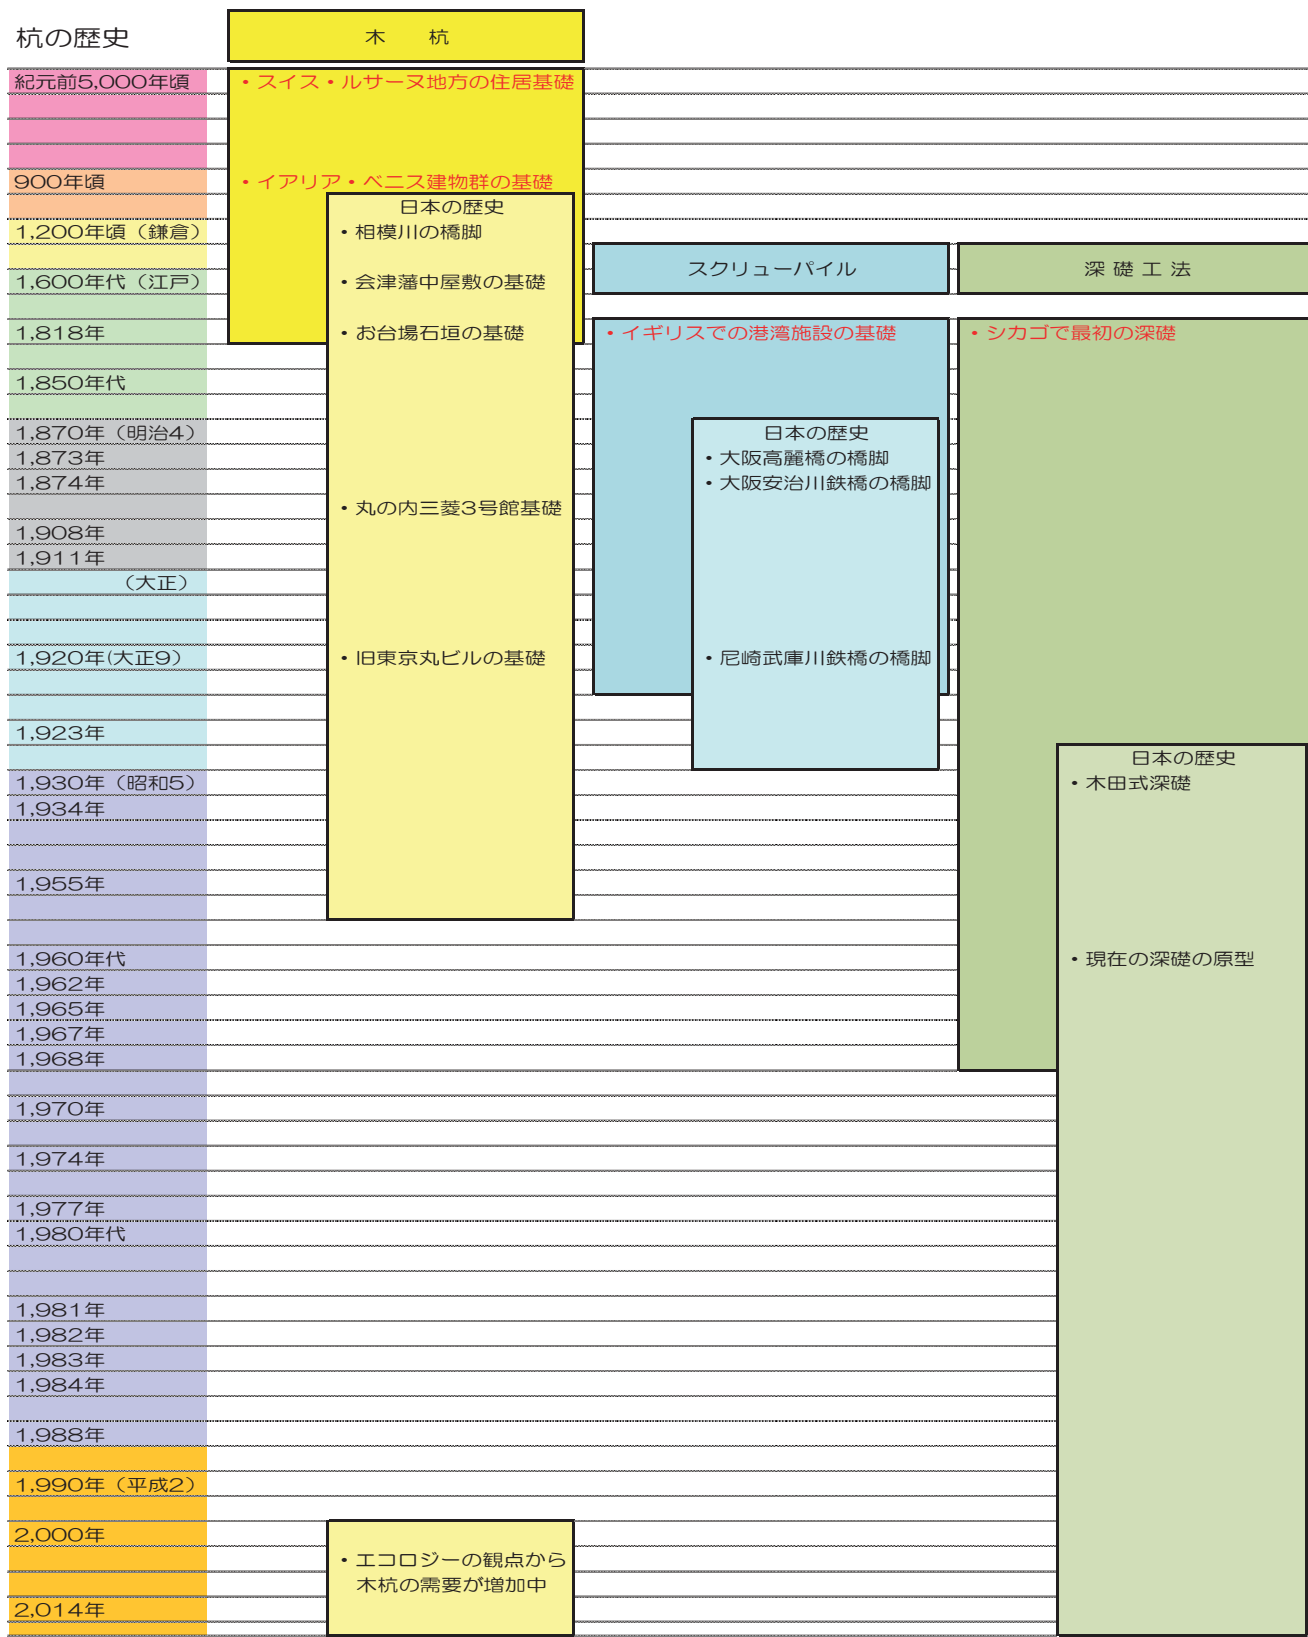 杭の歴史
木　　杭
紀元前5,000年頃
・スイス・ルサーヌ地方の住居基礎
900年頃
・イアリア・ベニス建物群の基礎
日本の歴史
1,200年頃（鎌倉）
・相模川の橋脚
スクリューパイル
深 礎 工 法
1,600年代（江戸）
・会津藩中屋敷の基礎
1,818年
・お台場石垣の基礎
・イギリスでの港湾施設の基礎
・シカゴで最初の深礎
1,850年代
1,870年（明治4）
日本の歴史
1,873年
・大阪高麗橋の橋脚
1,874年
・大阪安治川鉄橋の橋脚
・丸の内三菱3号館基礎
1,908年
1,911年
（大正）
1,920年(大正9）
・旧東京丸ビルの基礎
・尼崎武庫川鉄橋の橋脚
1,923年
日本の歴史
1,930年（昭和5）
・木田式深礎
1,934年
1,955年
1,960年代
・現在の深礎の原型
1,962年
1,965年
1,967年
1,968年
1,970年
1,974年
1,977年
1,980年代
1,981年
1,982年
1,983年
1,984年
1,988年
1,990年（平成2）
2,000年
・エコロジーの観点から
木杭の需要が増加中
2,014年